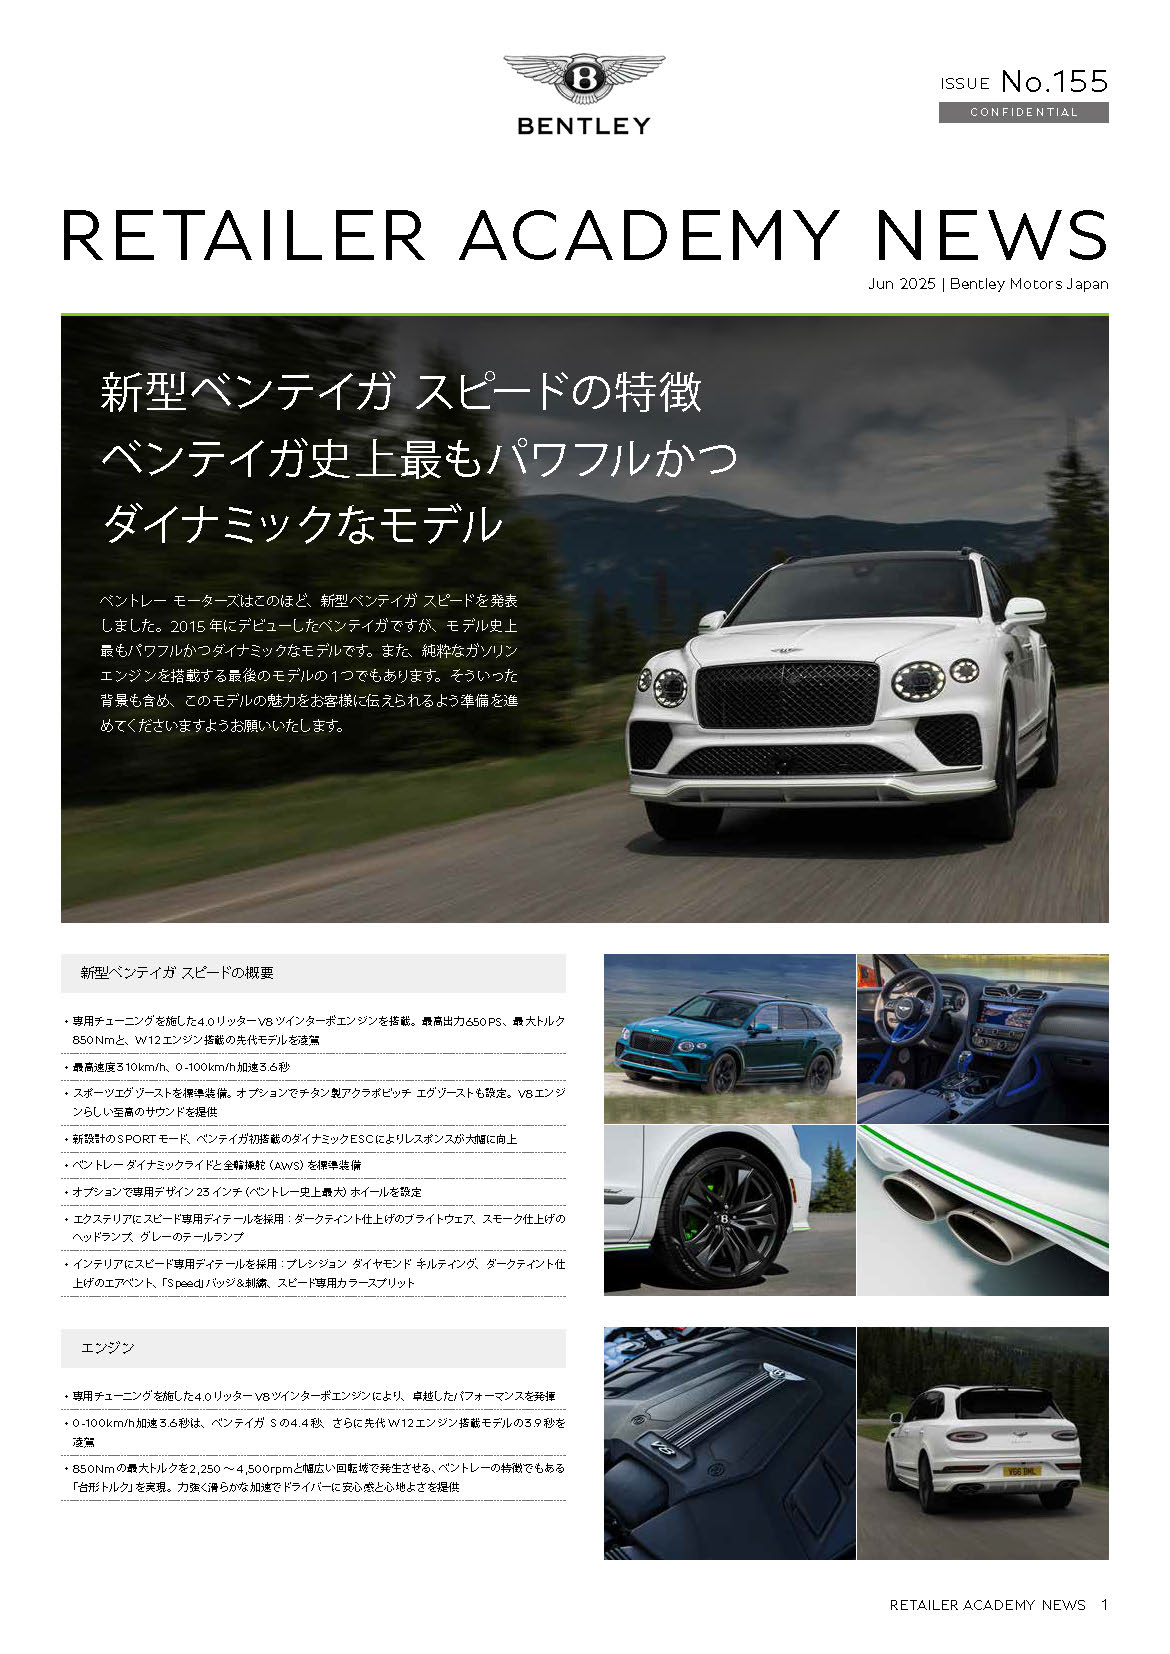 BENTLEY
ISSUE No.155
CONFIDENTIAL
RETAILER ACADEMY NEWS
Jun 2025 | Bentley Motors Japan
新型ベンテイガ スピードの特徴
ベンテイガ史上最もパワフルかつ
ダイナミックなモデル
ベントレー モーターズはこのほど、新型ベンテイガ スピードを発表
しました。2015年にデビューしたベンテイガですが、モデル史上
最もパワフルかつダイナミックなモデルです。また、純粋なガソリン
エンジンを搭載する最後のモデルの1つでもあります。そういった
背景も含め、このモデルの魅力をお客様に伝えられるよう準備を進
めてくださいますようお願いいたします。
新型ベンテイガ スピードの概要
・専用チューニングを施した4.0リッターV8ツインターボエンジンを搭載。最高出力650PS、最大トルク
850Nmと、W12エンジン搭載の先代モデルを凌駕
・最高速度310km/h、0-100km/h加速3.6秒
・スポーツエグゾーストを標準装備。オプションでチタン製アクラポビッチ エグゾーストも設定。V8エンジ
ンらしい至高のサウンドを提供
・新設計のSPORTモード、ベンテイガ初搭載のダイナミックESCによりレスポンスが大幅に向上
・ベントレー ダイナミックライドと全輪操舵（AWS）を標準装備
・オプションで専用デザイン23インチ（ベントレー史上最大）ホイールを設定
・エクステリアにスピード専用ディテールを採用：ダークティント仕上げのブライトウェア、スモーク仕上げの
ヘッドランプ、グレーのテールランプ
・インテリアにスピード専用ディテールを採用：プレシジョン ダイヤモンド キルティング、ダークティント仕
上げのエアベント、「Speed」バッジ＆刺繍、スピード専用カラースプリット
エンジン
・専用チューニングを施した4.0リッターV8ツインターボエンジンにより、卓越したパフォーマンスを発揮
・0-100km/h加速3.6秒は、ベンテイガ Sの4.4秒、さらに先代W12エンジン搭載モデルの3.9秒を
凌駕
・850Nmの最大トルクを2,250～4,500rpmと幅広い回転域で発生させる、ベントレーの特徴でもある
「台形トルク」を実現。力強く滑らかな加速でドライバーに安心感と心地よさを提供
V8
V66 BML
RETAILER ACADEMY NEWS 1